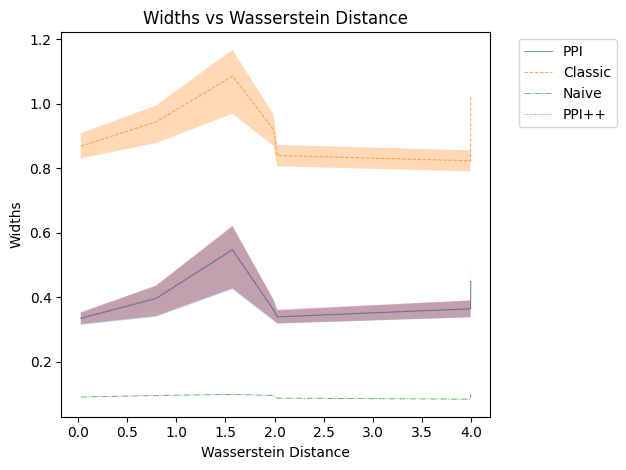 Widths vs Wasserstein Distance
1.2
1.0
0.8
0.6
0.4
0.2
Widths
0.0 0.5 1.0 1.5 2.0 2.5 3.0 3.5 4.0
Wasserstein Distance
PPI
Classic
Naive
PPI++